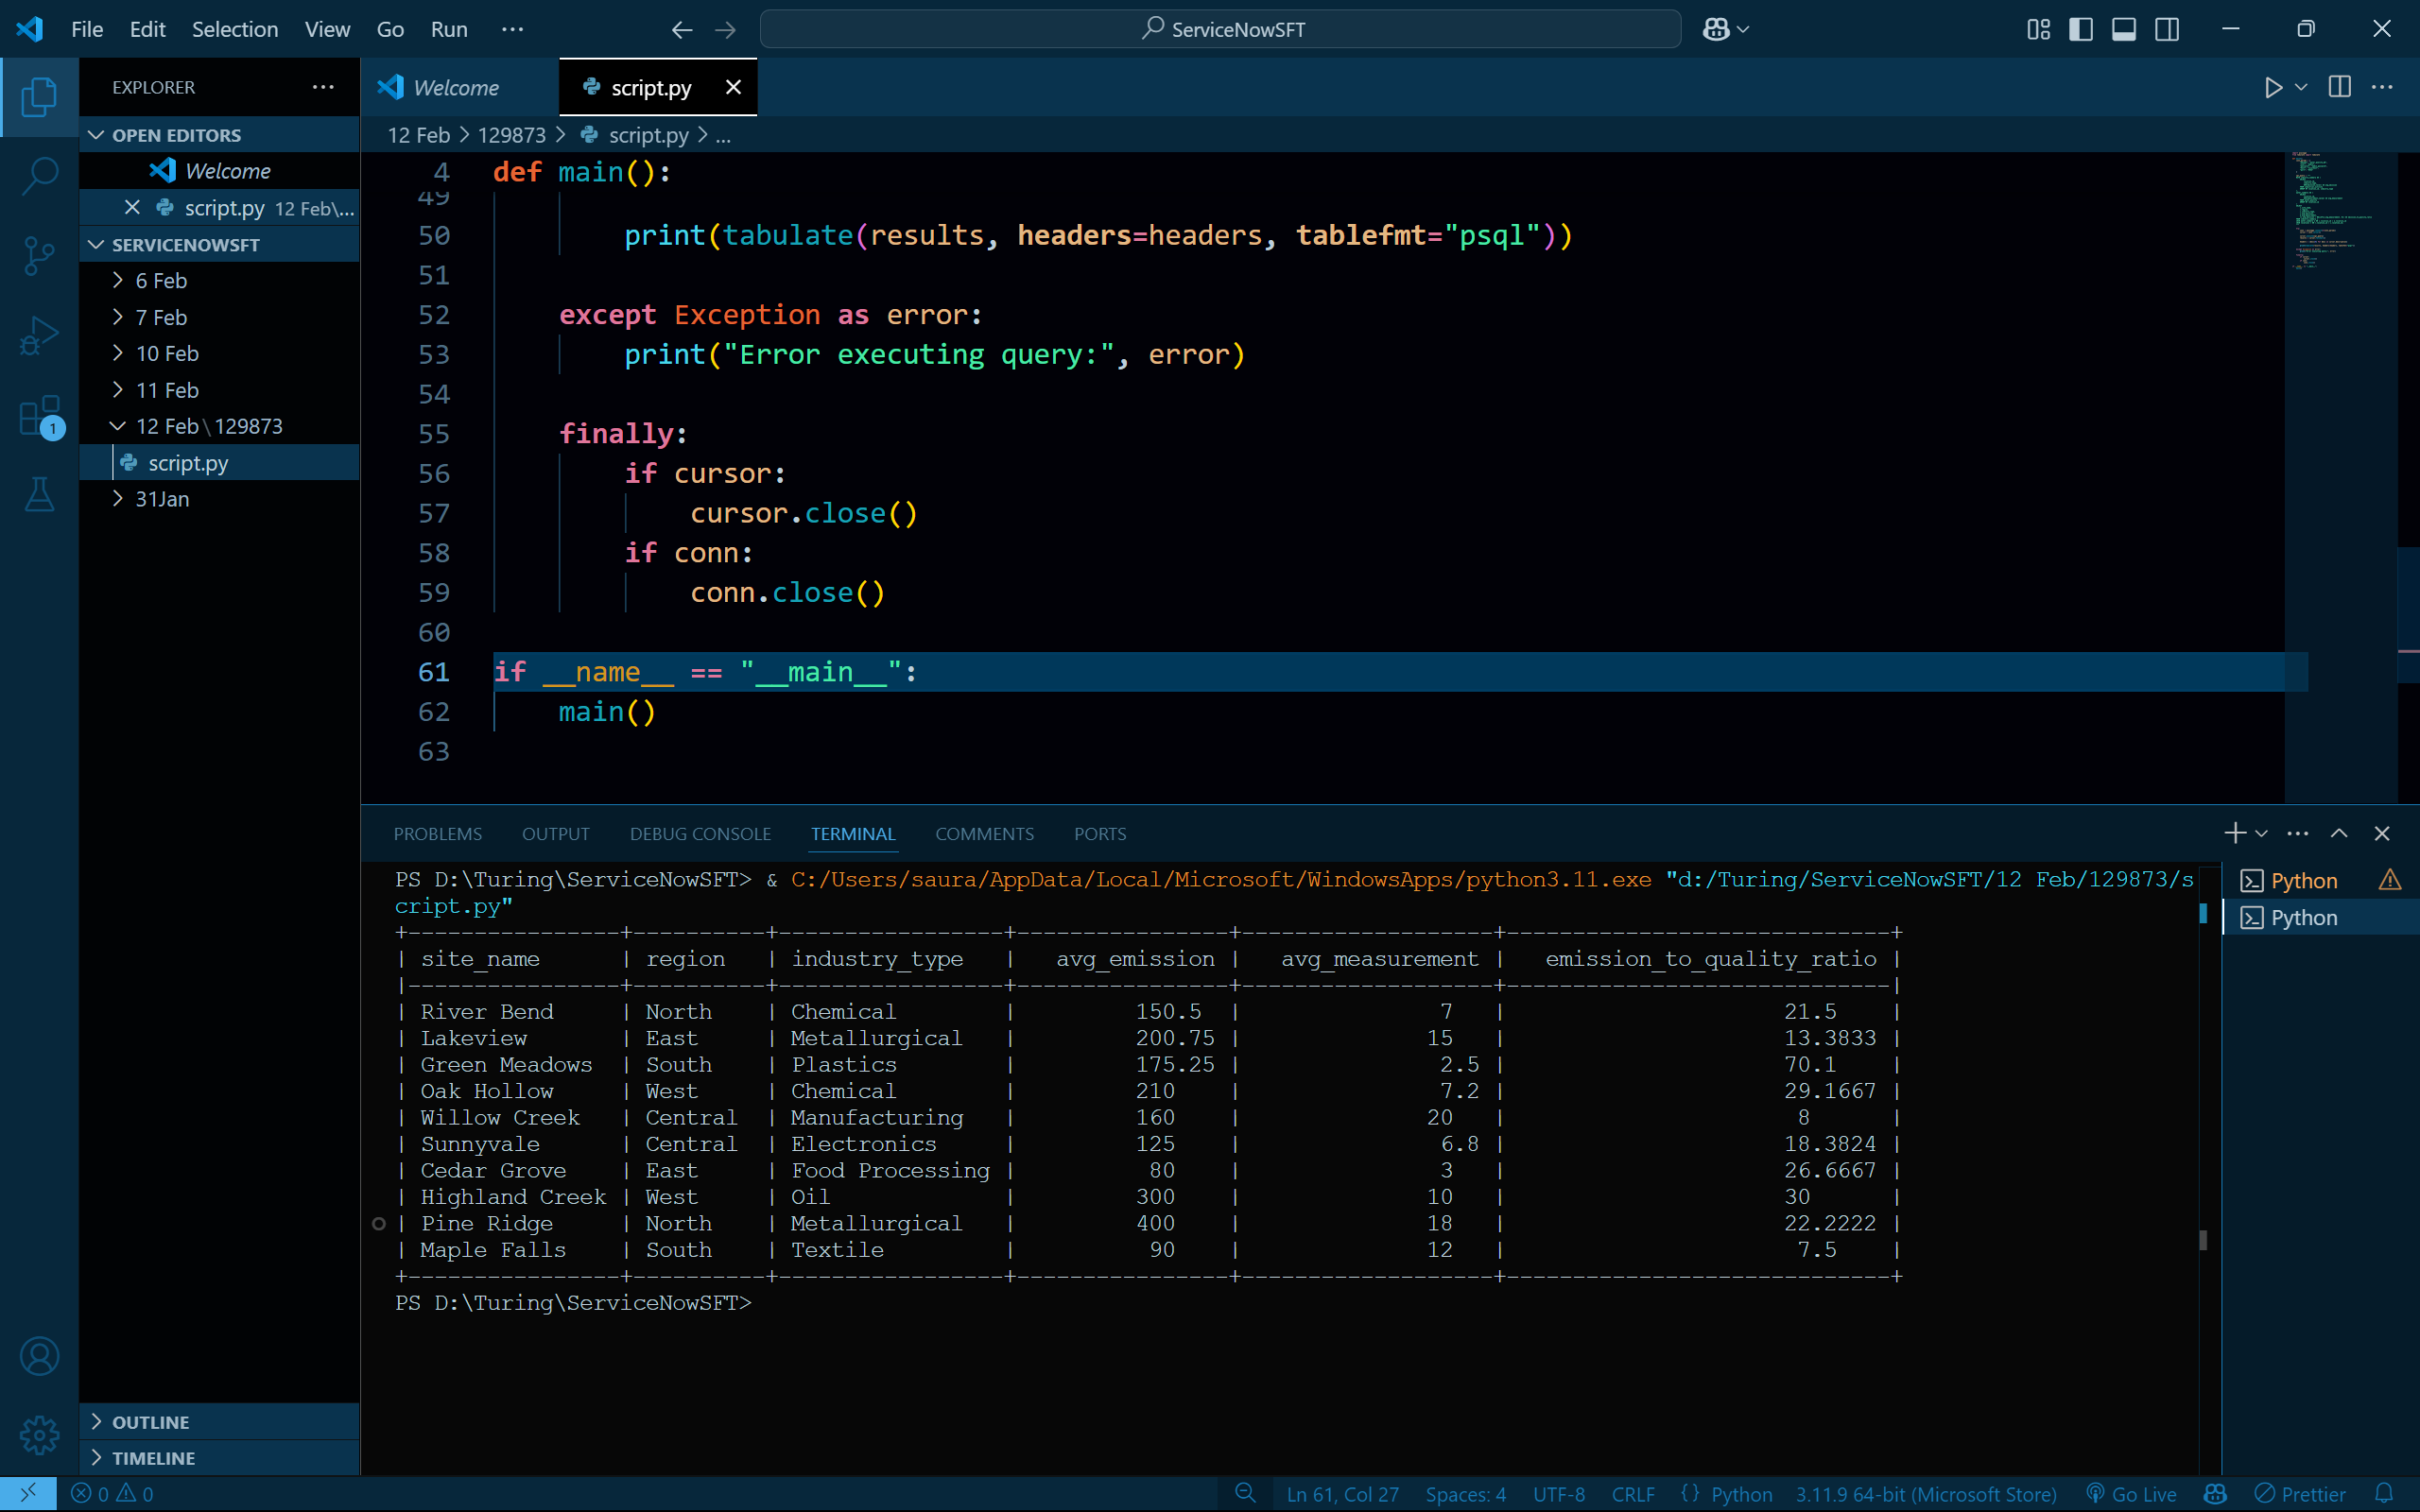 File Edit Selection View Go Run ··· ServiceNowSFT
EXPLORER
OPEN EDITORS
Welcome
script.py 12 Feb\...
SERVICENOWSFT
6 Feb
7 Feb
10 Feb
11 Feb
12 Feb \ 129873
script.py
31Jan
OUTLINE
TIMELINE
1
Welcome script.py
12 Feb > 129873 > script.py > ...
4 def main():
49
50 print(tabulate(results, headers=headers, tablefmt="psql"))
51
52 except Exception as error:
53 print("Error executing query:", error)
54
55 finally:
56 if cursor:
57 cursor.close()
58 if conn:
59 conn.close()
60
61 if __name__ == "__main__":
62 main()
63
PROBLEMS OUTPUT DEBUG CONSOLE TERMINAL COMMENTS PORTS
PS D:\Turing\ServiceNowSFT> & C:/Users/saura/AppData/Local/Microsoft/WindowsApps/python3.11.exe "d:/Turing/ServiceNowSFT/12 Feb/129873/s
cript.py"
+----------------+----------+-----------------+----------------+-------------------+-----------------------------+
| site_name | region | industry_type | avg_emission | avg_measurement | emission_to_quality_ratio |
|----------------+----------+-----------------+----------------+-------------------+-----------------------------|
| River Bend | North | Chemical | 150.5 | 7 | 21.5 |
| Lakeview | East | Metallurgical | 200.75 | 15 | 13.3833 |
| Green Meadows | South | Plastics | 175.25 | 2.5 | 70.1 |
| Oak Hollow | West | Chemical | 210 | 7.2 | 29.1667 |
| Willow Creek | Central | Manufacturing | 160 | 20 | 8 |
| Sunnyvale | Central | Electronics | 125 | 6.8 | 18.3824 |
| Cedar Grove | East | Food Processing | 80 | 3 | 26.6667 |
| Highland Creek | West | Oil | 300 | 10 | 30 |
| Pine Ridge | North | Metallurgical | 400 | 18 | 22.2222 |
| Maple Falls | South | Textile | 90 | 12 | 7.5 |
+----------------+----------+-----------------+----------------+-------------------+-----------------------------+
PS D:\Turing\ServiceNowSFT>
Python
Python
0 0 Ln 61, Col 27 Spaces: 4 UTF-8 CRLF {} Python 3.11.9 64-bit (Microsoft Store) Go Live Prettier